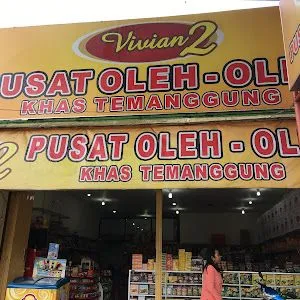 Vivian 2
PUSAT OLEH - OL
KHAS TEMANGGUNG
2 PUSAT OLEH - OL
KHAS TEMANGGUNG